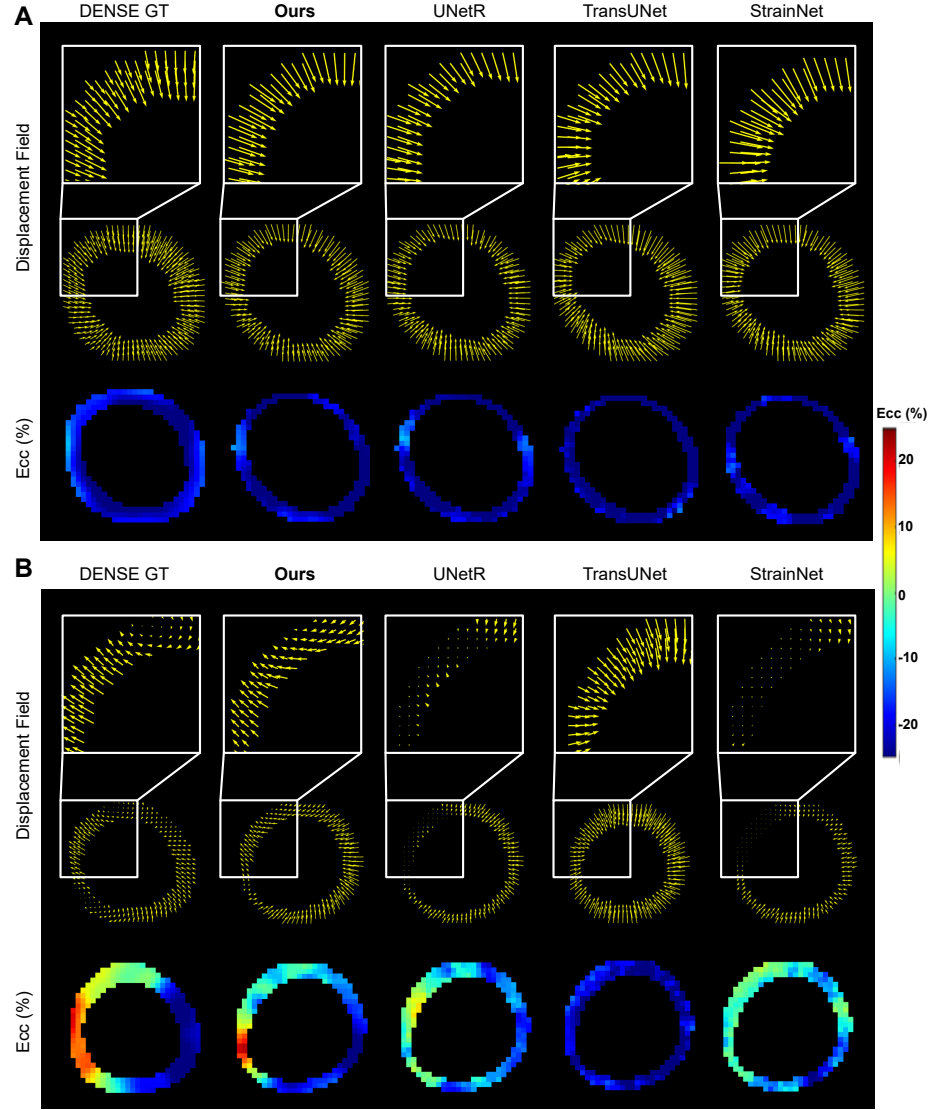 A
DENSE GT Ours UNetR TransUNet StrainNet
Displacement Field
Ecc (%)
Ecc (%)
20
10
0
-10
-20
B
DENSE GT Ours UNetR TransUNet StrainNet
Displacement Field
Ecc (%)